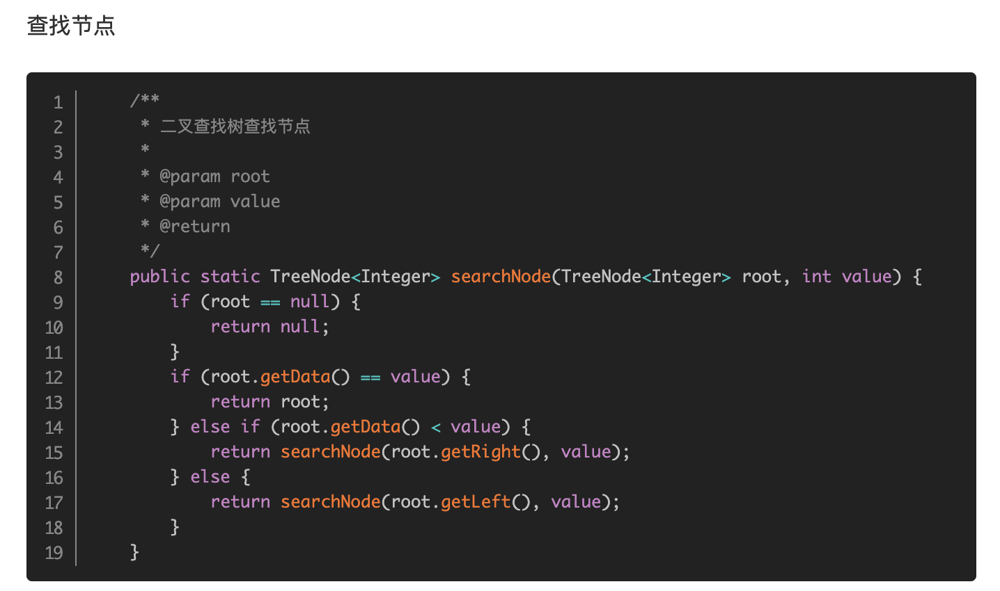 查找节点
1 /**
2  * 二叉查找树查找节点
3  *
4  * @param root
5  * @param value
6  * @return
7  */
8 public static TreeNode<Integer> searchNode(TreeNode<Integer> root, int value) {
9     if (root == null) {
10         return null;
11     }
12     if (root.getData() == value) {
13         return root;
14     } else if (root.getData() < value) {
15         return searchNode(root.getRight(), value);
16     } else {
17         return searchNode(root.getLeft(), value);
18     }
19 }